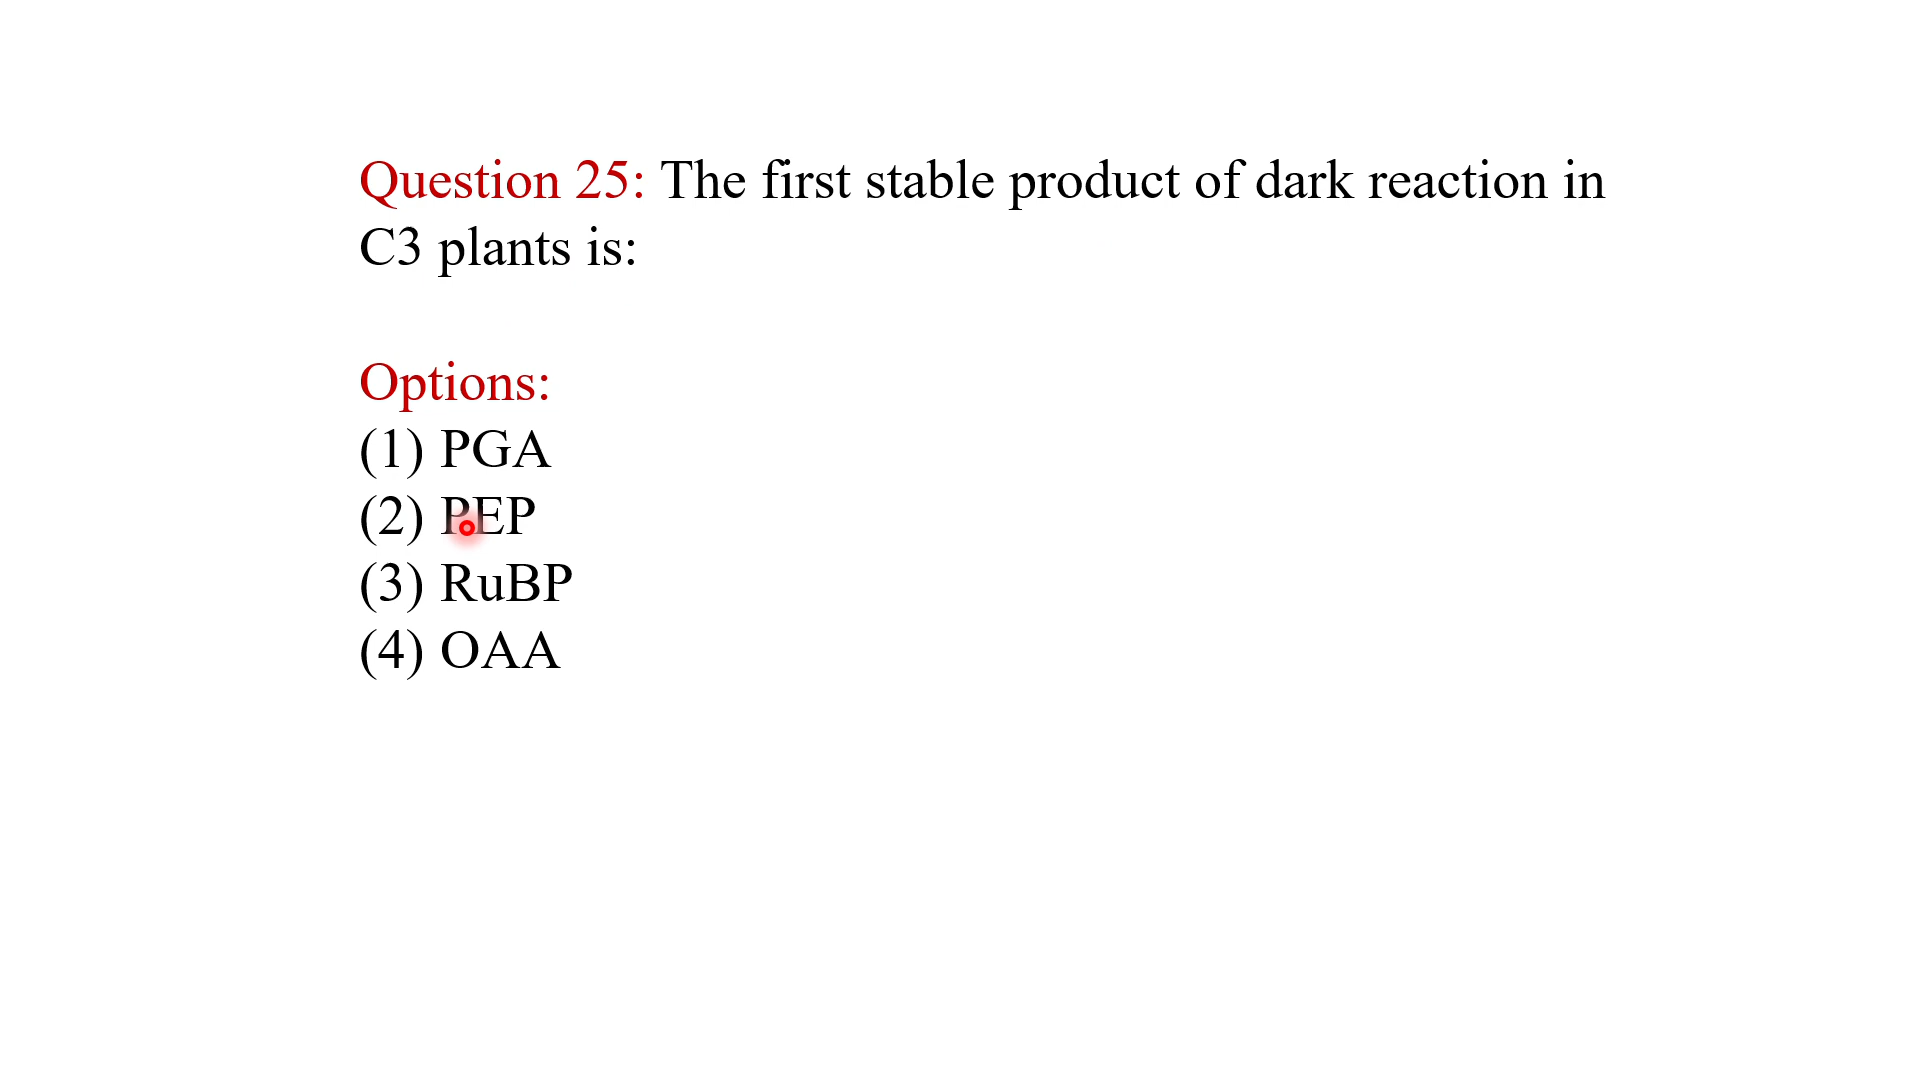 Question 25: The first stable product of dark reaction in
C3 plants is:
Options:
(1) PGA
(2) PEP
(3) RuBP
(4) OAA